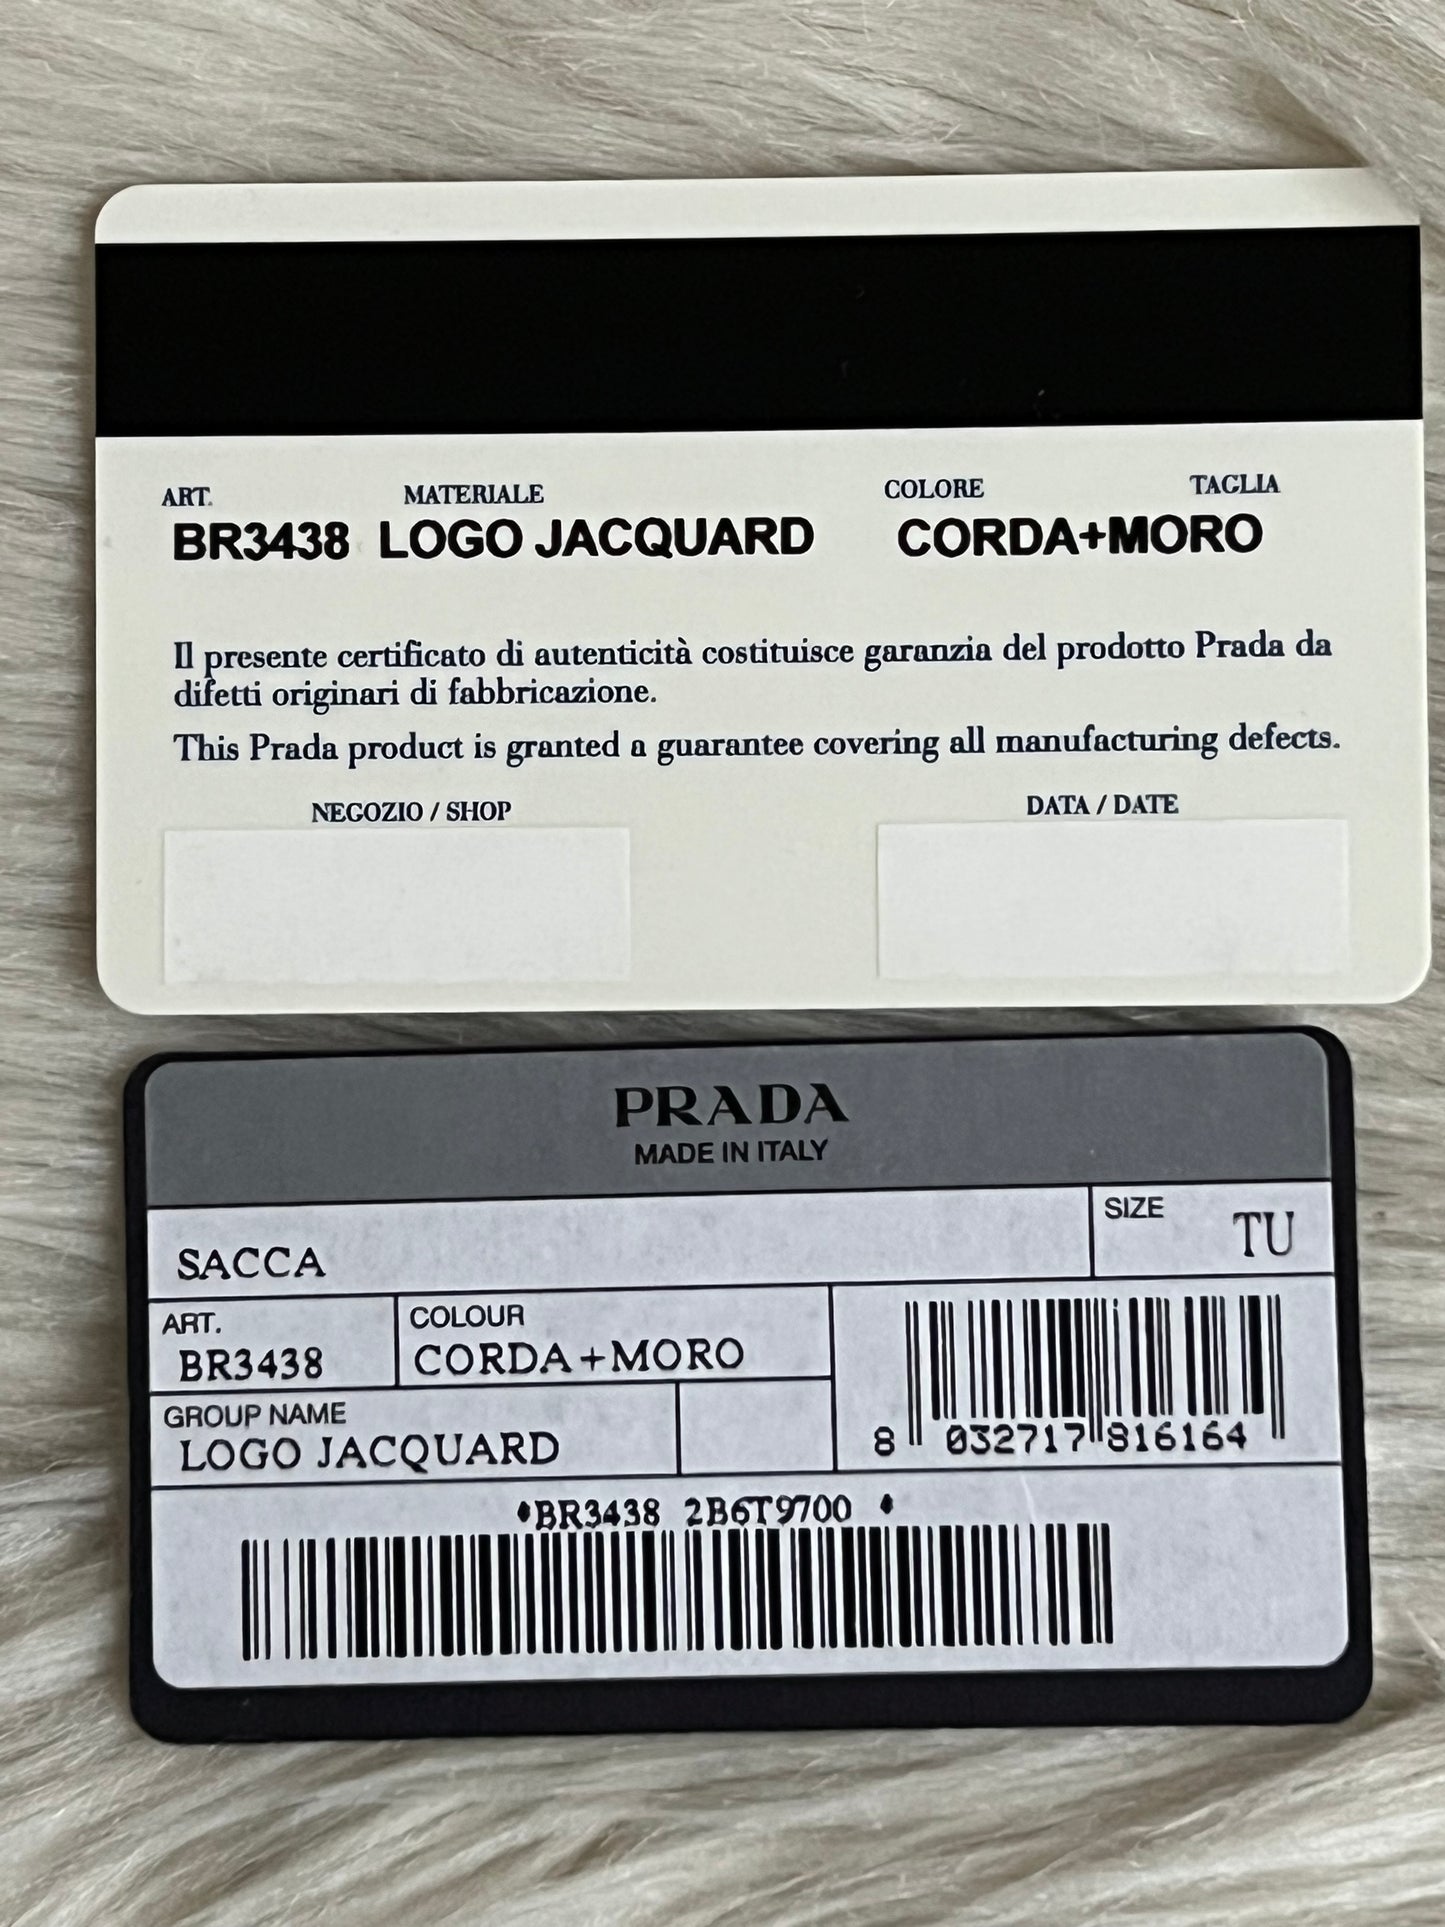 ART. MATERIALE COLORE TAGLIA
BR3438 LOGO JACQUARD CORDA+MORO
Il presente certificato di autenticità costituisce garanzia del prodotto Prada da
difetti originari di fabbricazione.
This Prada product is granted a guarantee covering all manufacturing defects.
NEGOZIO / SHOP DATA / DATE
PRADA
MADE IN ITALY
SACCA SIZE TU
ART. COLOUR
BR3438 CORDA+MORO
GROUP NAME
LOGO JACQUARD
8 032717 816164
*BR3438 2B6T9700 *